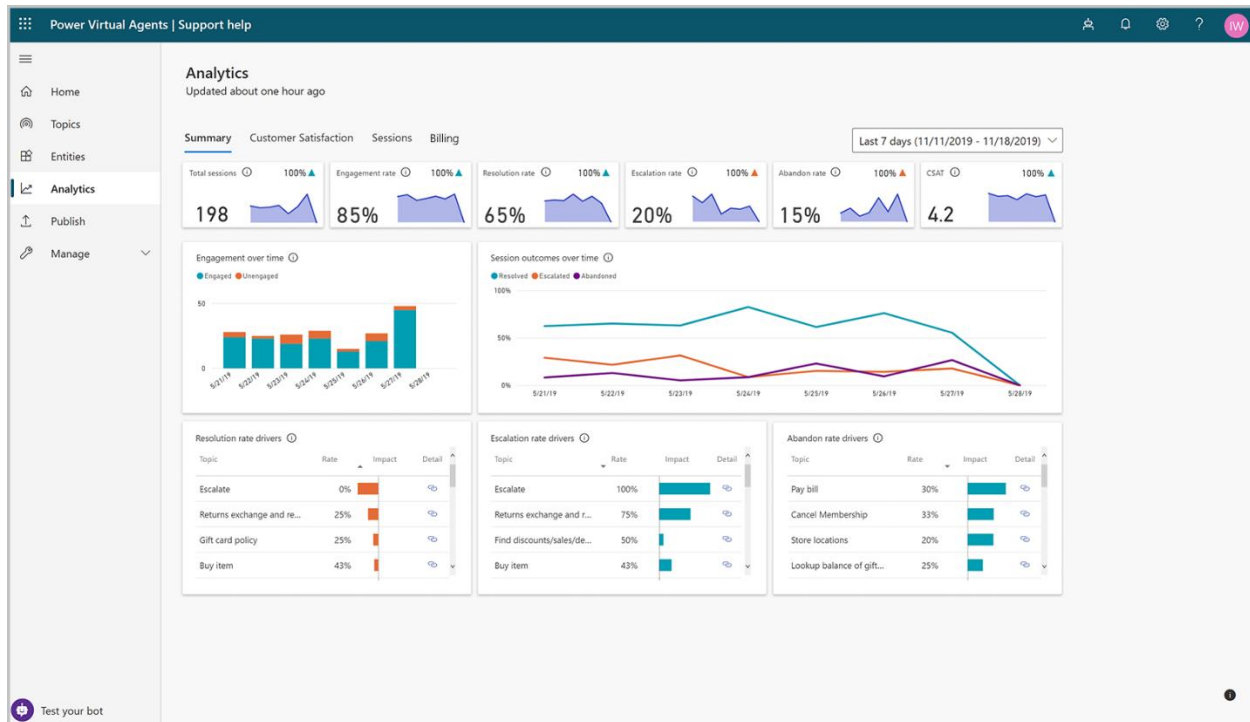 Power Virtual Agents | Support help
?
IW
Home
Topics
Entities
Analytics
Publish
Manage
Test your bot
Analytics
Updated about one hour ago
Summary Customer Satisfaction Sessions Billing
Last 7 days (11/11/2019 - 11/18/2019)
Total sessions 100%
198
Engagement rate 100%
85%
Resolution rate 100%
65%
Escalation rate 100%
20%
Abandon rate 100%
15%
CSAT 100%
4.2
Engagement over time
Engaged Unengaged
50
0
5/21/19 5/22/19 5/23/19 5/24/19 5/25/19 5/26/19 5/27/19 5/28/19
Session outcomes over time
Resolved Escalated Abandoned
100%
50%
0%
5/21/19 5/22/19 5/23/19 5/24/19 5/25/19 5/26/19 5/27/19 5/28/19
Resolution rate drivers
Topic Rate Impact Detail
Escalate 0%
Returns exchange and re... 25%
Gift card policy 25%
Buy item 43%
Escalation rate drivers
Topic Rate Impact Detail
Escalate 100%
Returns exchange and r... 75%
Find discounts/sales/de... 50%
Buy item 43%
Abandon rate drivers
Topic Rate Impact Detail
Pay bill 30%
Cancel Membership 33%
Store locations 20%
Lookup balance of gift... 25%